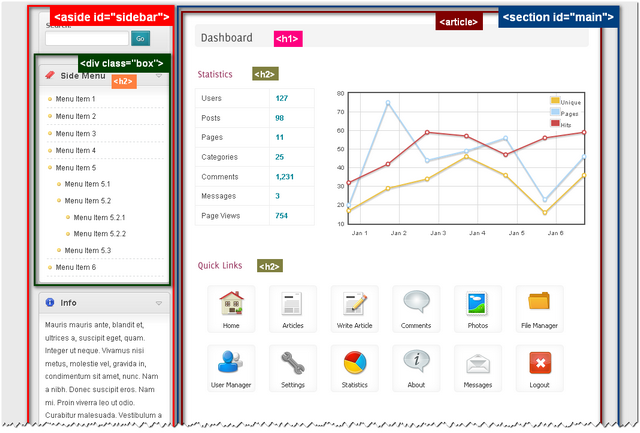 <aside id="sidebar">
<section id="main">
<article>
Search:
Go
<div class="box">
Side Menu
<h2>
Menu Item 1
Menu Item 2
Menu Item 3
Menu Item 4
Menu Item 5
Menu Item 5.1
Menu Item 5.2
Menu Item 5.2.1
Menu Item 5.2.2
Menu Item 5.3
Menu Item 6
Info
Mauris mauris ante, blandit et,
ultrices a, suscipit eget, quam.
Integer ut neque. Vivamus nisi
metus, molestie vel, gravida in,
condimentum sit amet, nunc. Nam
a nibh. Donec suscipit eros. Nam
mi. Proin viverra leo ut odio.
Curabitur malesuada. Vestibulum a
Dashboard <h1>
Statistics <h2>
Users 127
Posts 98
Pages 11
Categories 25
Comments 1,231
Messages 3
Page Views 754
80
70
60
50
40
30
20
10
Jan 1 Jan 2 Jan 3 Jan 4 Jan 5 Jan 6
Unique
Pages
Hits
Quick Links <h2>
Home Articles Write Article Comments Photos File Manager
User Manager Settings Statistics About Messages Logout